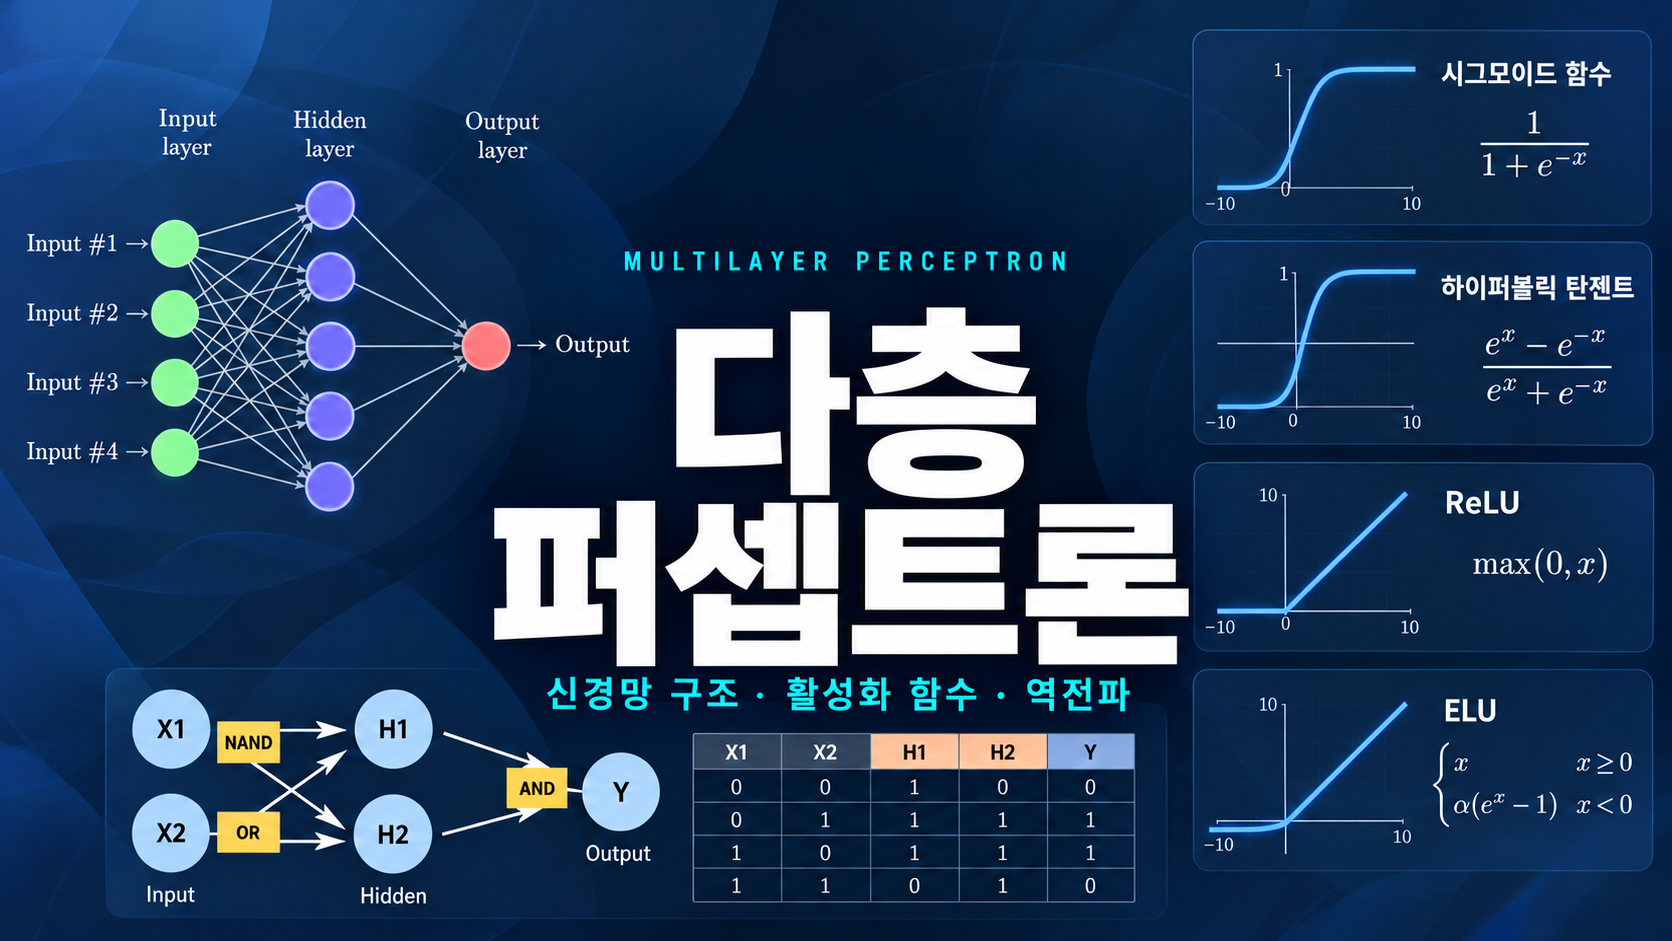 Input
layer
Hidden
layer
Output
layer
Input #1
Input #2
Input #3
Input #4
Output
MULTILAYER PERCEPTRON
다층
퍼셉트론
신경망 구조 · 활성화 함수 · 역전파
X1
NAND
H1
X2
OR
H2
AND
Y
Input
Hidden
Output
X1 X2 H1 H2 Y
0 0 1 0 0
0 1 1 1 1
1 0 1 1 1
1 1 0 1 0
시그모이드 함수
1
0
-10
10
1
1 + e^{-x}
하이퍼볼릭 탄젠트
1
-10
0
10
e^x − e^{-x}
e^x + e^{-x}
ReLU
10
-10
0
10
max(0, x)
ELU
10
-10
10
x x ≥ 0
α(e^x − 1) x < 0